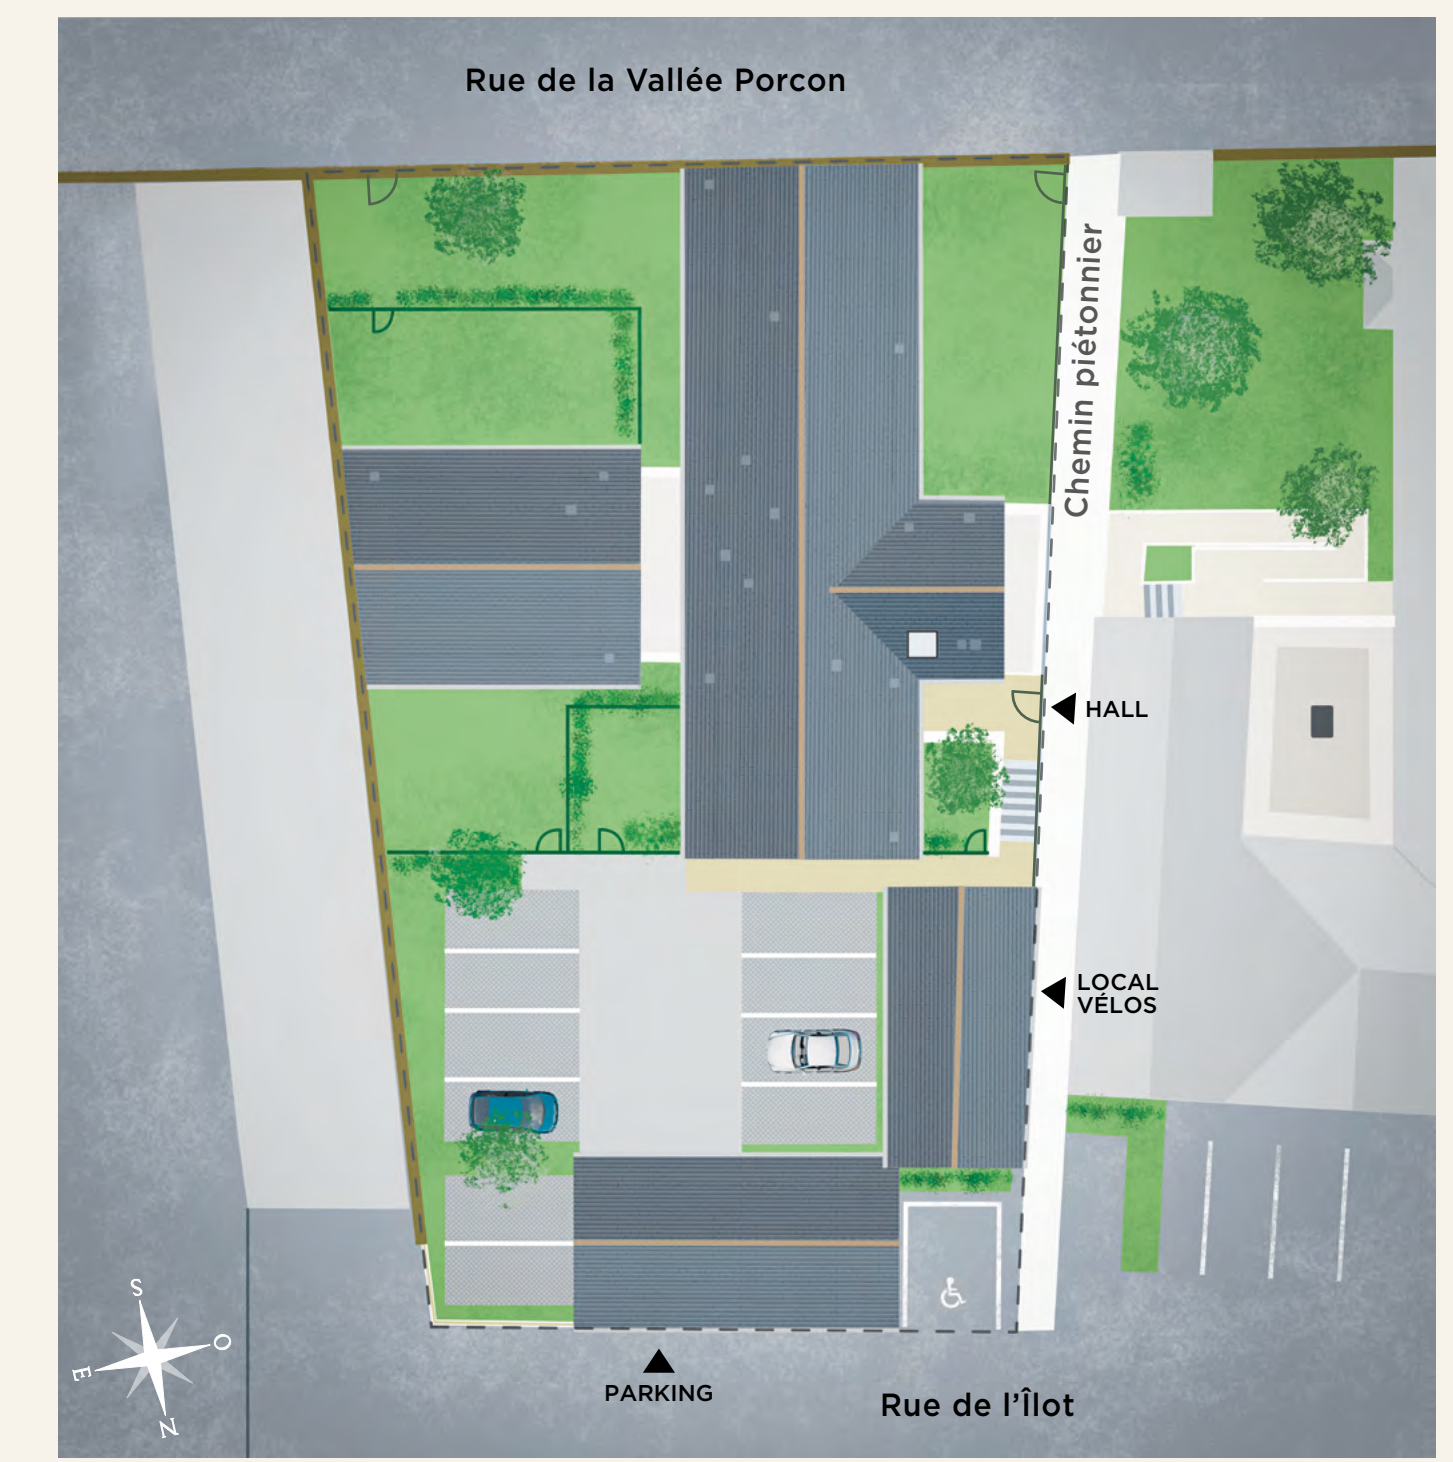 Rue de la Vallée Porcon
Chemin piétonnier
HALL
LOCAL
VÉLOS
S
O
E
N
PARKING
Rue de l'Îlot